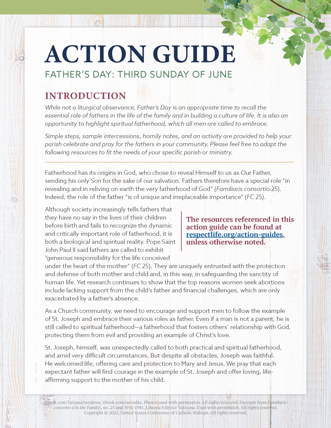 ACTION GUIDE
FATHER'S DAY: THIRD SUNDAY OF JUNE
INTRODUCTION
While not a liturgical observance, Father's Day is an appropriate time to recall the
essential role of fathers in the life of the family and in building a culture of life. It is also an
opportunity to highlight spiritual fatherhood, which all men are called to embrace.
Simple steps, sample intercessions, homily notes, and an activity are provided to help your
parish celebrate and pray for the fathers in your community. Please feel free to adapt the
following resources to fit the needs of your specific parish or ministry.
Fatherhood has its origins in God, who chose to reveal Himself to us as Our Father,
sending his only Son for the sake of our salvation. Fathers therefore have a special role "in
revealing and in reliving on earth the very fatherhood of God" (Familiaris consortio 25).
Indeed, the role of the father "is of unique and irreplaceable importance" (FC 25).
Although society increasingly tells fathers that
they have no say in the lives of their children
before birth and fails to recognize the dynamic
and critically important role of fatherhood, it is
both a biological and spiritual reality. Pope Saint
John Paul II said fathers are called to exhibit
"generous responsibility for the life conceived
under the heart of the mother" (FC 25). They are uniquely entrusted with the protection
and defense of both mother and child and, in this way, in safeguarding the sanctity of
human life. Yet research continues to show that the top reasons women seek abortions
include lacking support from the child's father and financial challenges, which are only
exacerbated by a father's absence.
The resources referenced in this
action guide can be found at
respectlife.org/action-guides,
unless otherwise noted.
As a Church community, we need to encourage and support men to follow the example
of St. Joseph and embrace their various roles as father. Even if a man is not a parent, he is
still called to spiritual fatherhood—a fatherhood that fosters others' relationship with God,
protecting them from evil and providing an example of Christ's love.
St. Joseph, himself, was unexpectedly called to both practical and spiritual fatherhood,
and amid very difficult circumstances. But despite all obstacles, Joseph was faithful.
He welcomed life, offering care and protection to Mary and Jesus. We pray that each
expectant father will find courage in the example of St. Joseph and offer loving, life-
affirming support to the mother of his child.